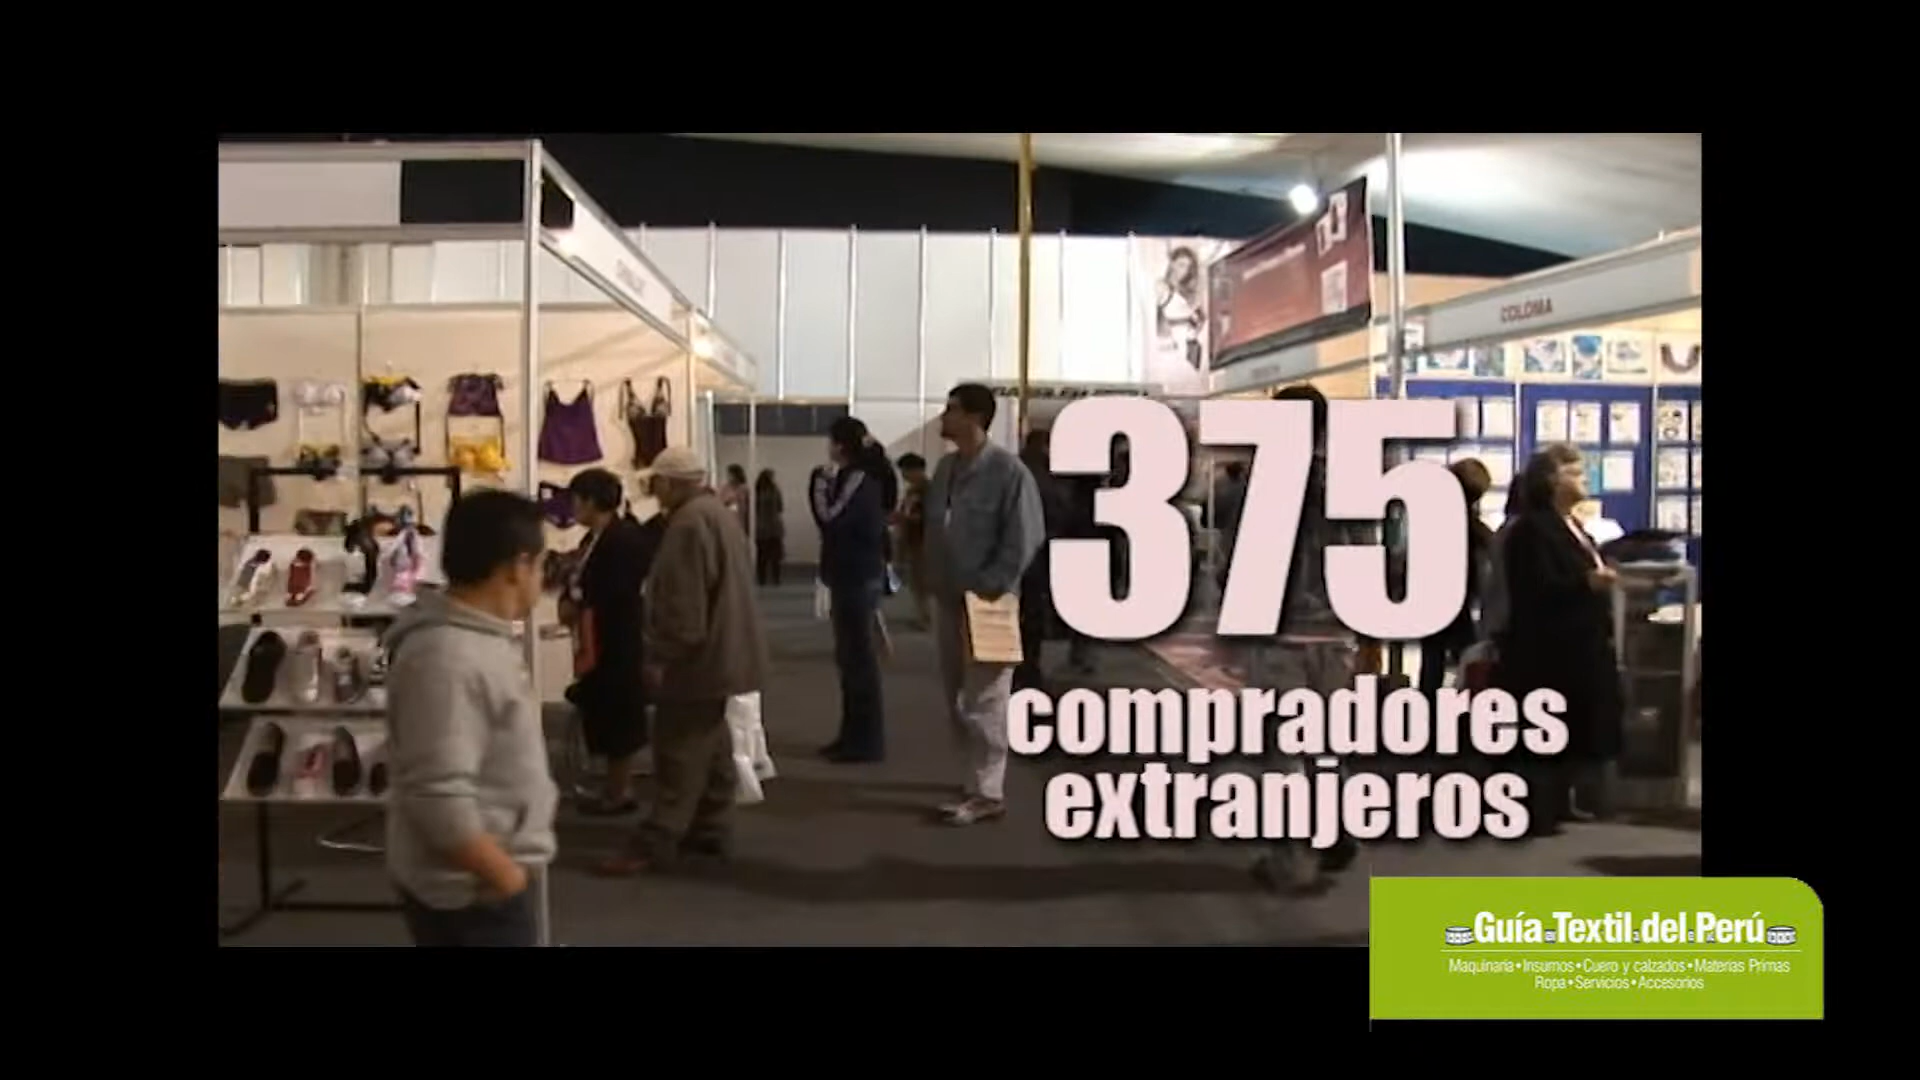 COLOMA
375
compradores
extranjeros
Guía Textil del Perú
Maquinaria•Insumos•Cuero y calzados•Materias Primas
Ropa•Servicios•Accesorios